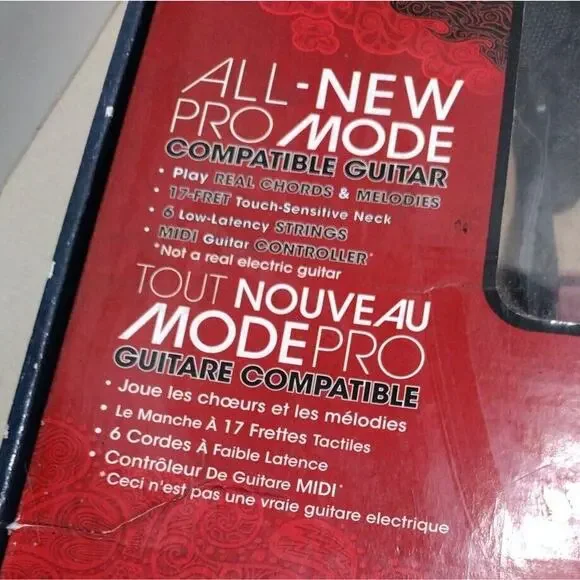 ALL-NEW
PRO MODE
COMPATIBLE GUITAR
• Play REAL CHORDS & MELODIES
• 17-FRET Touch-Sensitive Neck
• 6 Low-Latency STRINGS
• MIDI Guitar CONTROLLER*
*Not a real electric guitar
TOUT NOUVEAU
MODE PRO
GUITARE COMPATIBLE
• Joue les chœurs et les mélodies
• Le Manche À 17 Frettes Tactiles
• 6 Cordes À Faible Latence
• Contrôleur De Guitare MIDI*
*Ceci n'est pas une vraie guitare electrique